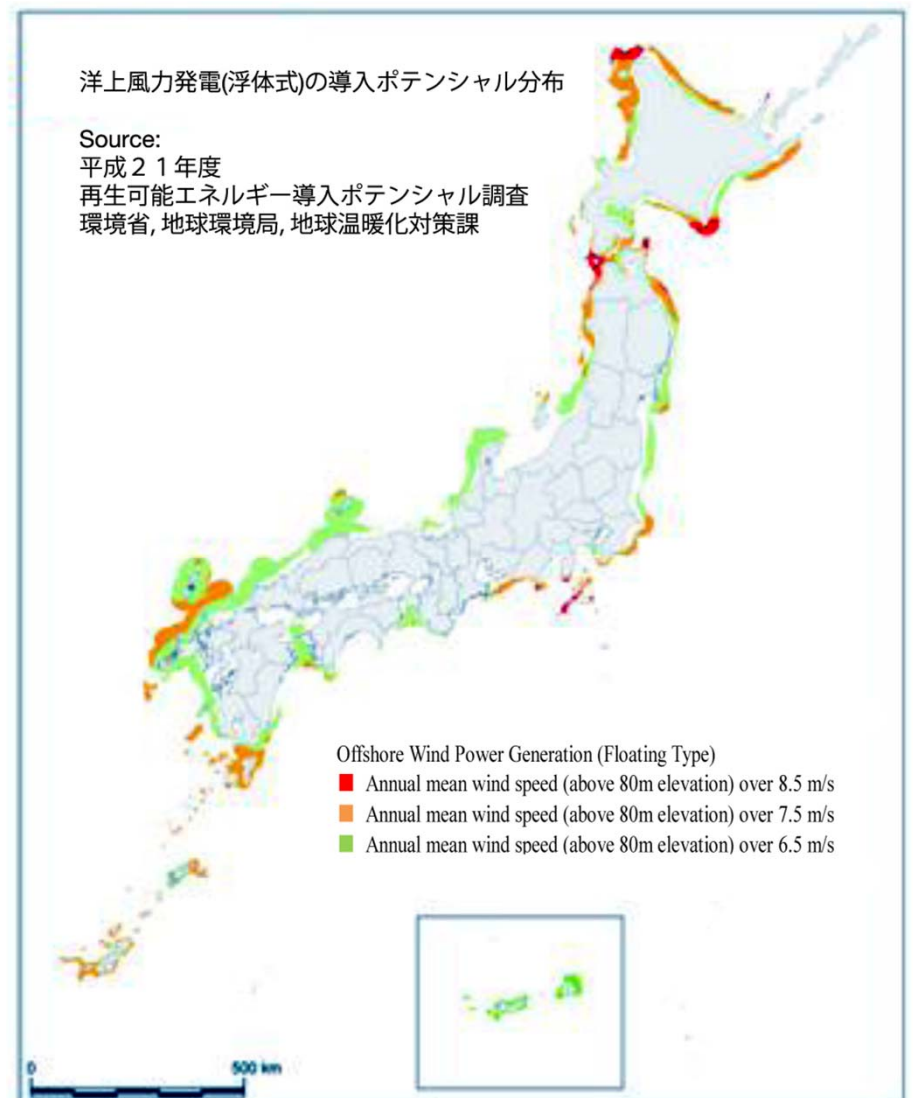 洋上風力発電(浮体式)の導入ポテンシャル分布
Source:
平成２１年度
再生可能エネルギー導入ポテンシャル調査
環境省, 地球環境局, 地球温暖化対策課
Offshore Wind Power Generation (Floating Type)
Annual mean wind speed (above 80m elevation) over 8.5 m/s
Annual mean wind speed (above 80m elevation) over 7.5 m/s
Annual mean wind speed (above 80m elevation) over 6.5 m/s
0 500 km